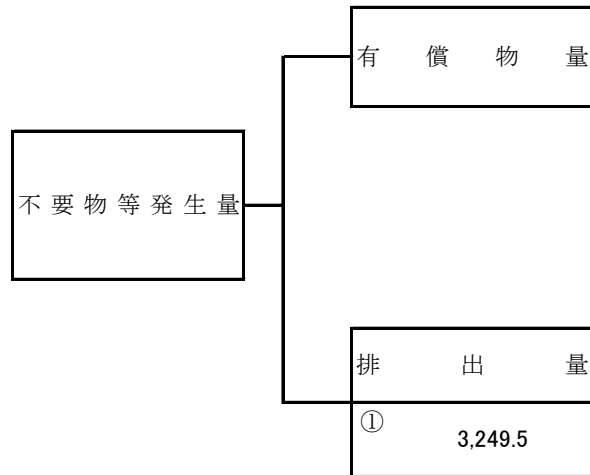 有償物量
不要物等発生量
排出量
①
3,249.5